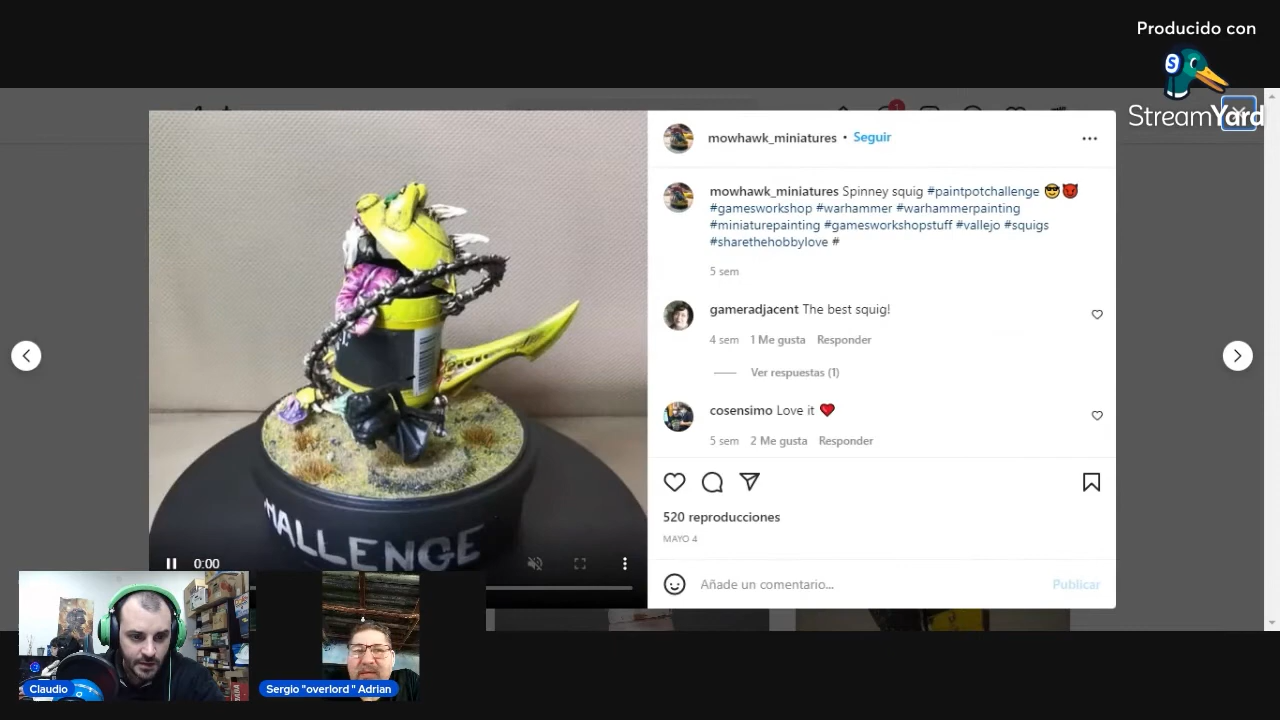 Producido con
StreamYard
mowhawk_miniatures • Seguir
mowhawk_miniatures Spinney squig #paintpotchallenge 😎😈
#gamesworkshop #warhammer #warhammerpainting
#miniaturepainting #gamesworkshopstuff #vallejo #squigs
#sharethehobbylove #
5 sem
gameradjacent The best squig!
4 sem 1 Me gusta Responder
Ver respuestas (1)
cosensimo Love it ❤️
5 sem 2 Me gusta Responder
520 reproducciones
MAYO 4
Añade un comentario... Publicar
HALLENGE
0:00
Claudio
Sergio "overlord " Adrian